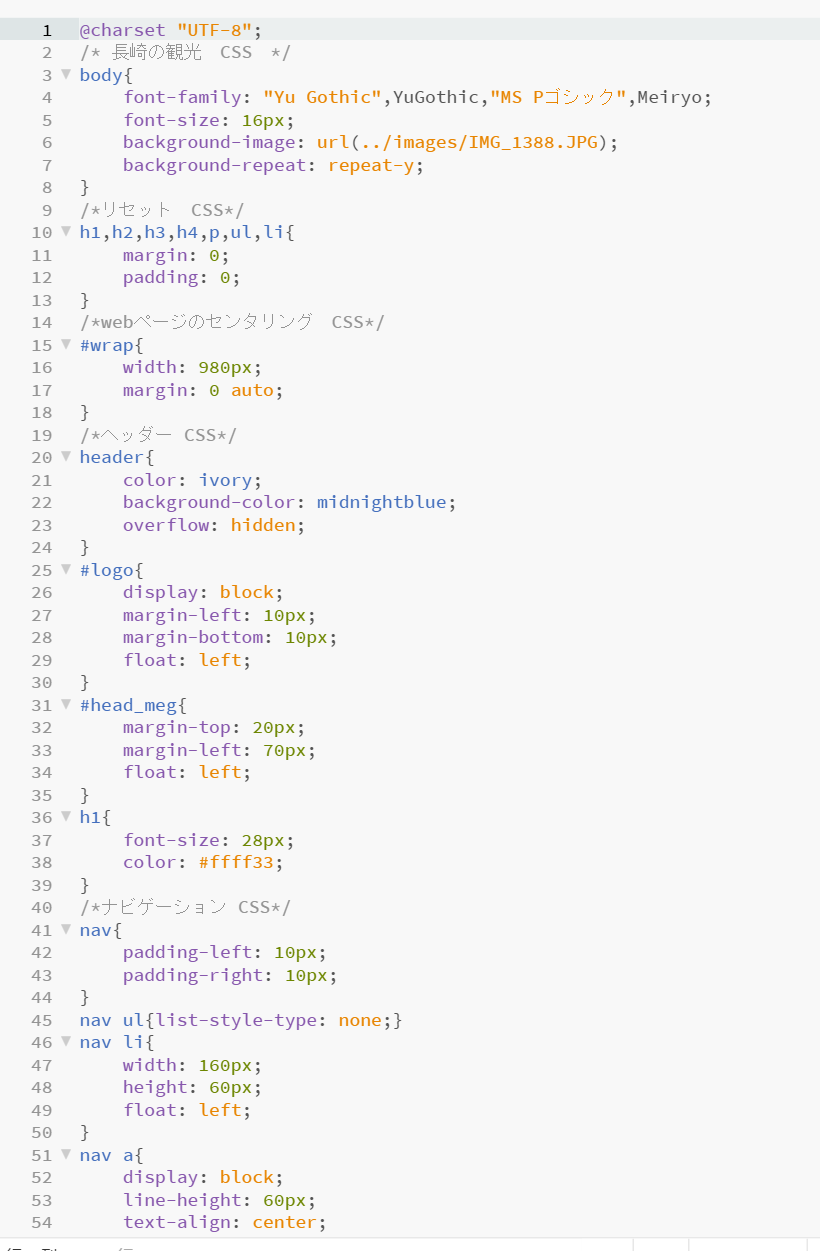 1 @charset "UTF-8";
2 /* 長崎の観光　CSS　*/
3 body{
4 font-family: "Yu Gothic",YuGothic,"MS Pゴシック",Meiryo;
5 font-size: 16px;
6 background-image: url(../images/IMG_1388.JPG);
7 background-repeat: repeat-y;
8 }
9 /*リセット　CSS*/
10 h1,h2,h3,h4,p,ul,li{
11 margin: 0;
12 padding: 0;
13 }
14 /*webページのセンタリング　CSS*/
15 #wrap{
16 width: 980px;
17 margin: 0 auto;
18 }
19 /*ヘッダー CSS*/
20 header{
21 color: ivory;
22 background-color: midnightblue;
23 overflow: hidden;
24 }
25 #logo{
26 display: block;
27 margin-left: 10px;
28 margin-bottom: 10px;
29 float: left;
30 }
31 #head_meg{
32 margin-top: 20px;
33 margin-left: 70px;
34 float: left;
35 }
36 h1{
37 font-size: 28px;
38 color: #ffff33;
39 }
40 /*ナビゲーション CSS*/
41 nav{
42 padding-left: 10px;
43 padding-right: 10px;
44 }
45 nav ul{list-style-type: none;}
46 nav li{
47 width: 160px;
48 height: 60px;
49 float: left;
50 }
51 nav a{
52 display: block;
53 line-height: 60px;
54 text-align: center;